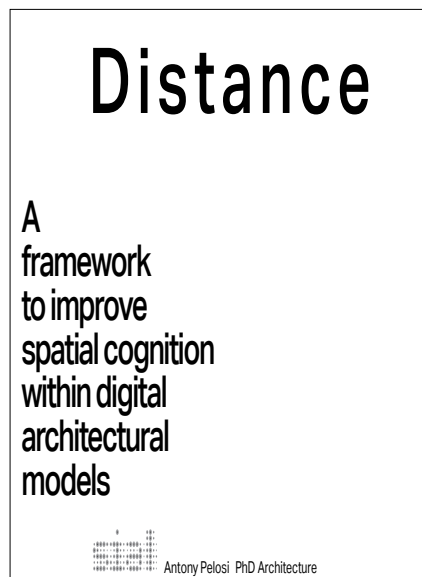 Distance
A
framework
to improve
spatial cognition
within digital
architectural
models
Antony Pelosi PhD Architecture